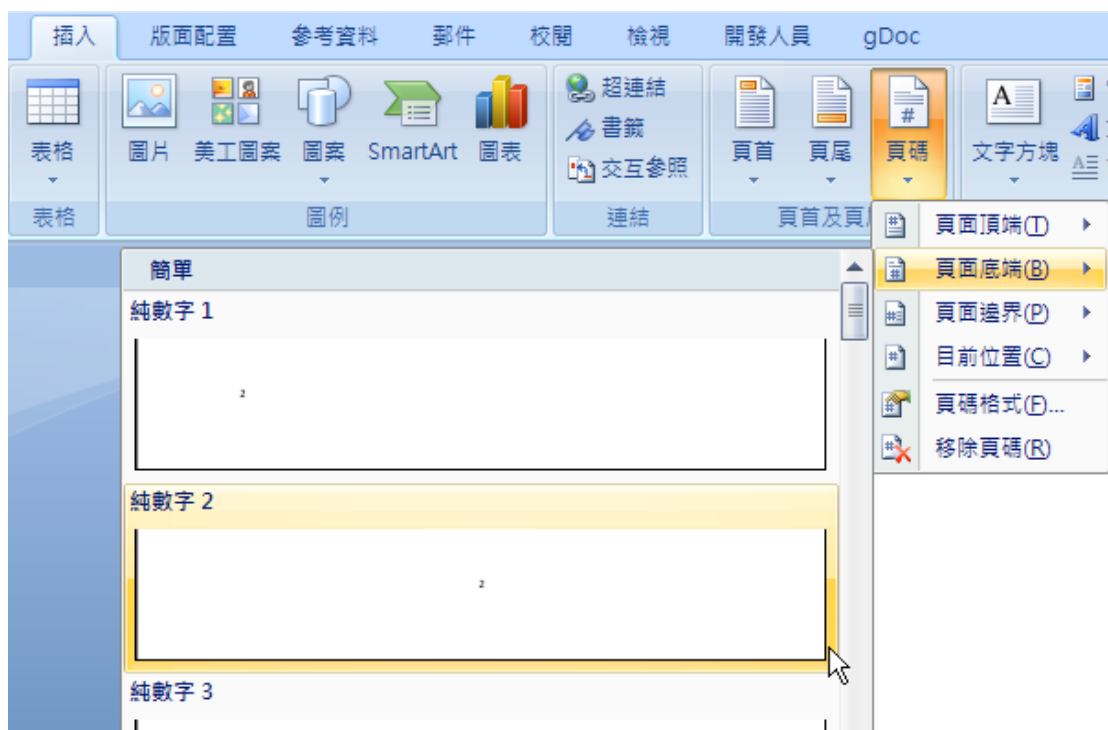 插入 版面配置 參考資料 郵件 校閱 檢視 開發人員 gDoc
表格 圖片 美工圖案 圖案 SmartArt 圖表 超連結 書籤 交互參照 頁首 頁尾 頁碼 文字方塊
表格 圖例 連結 頁首及頁
頁面頂端(T)
頁面底端(B)
頁面邊界(P)
目前位置(C)
頁碼格式(F)...
移除頁碼(R)
簡單
純數字 1
2
純數字 2
2
純數字 3